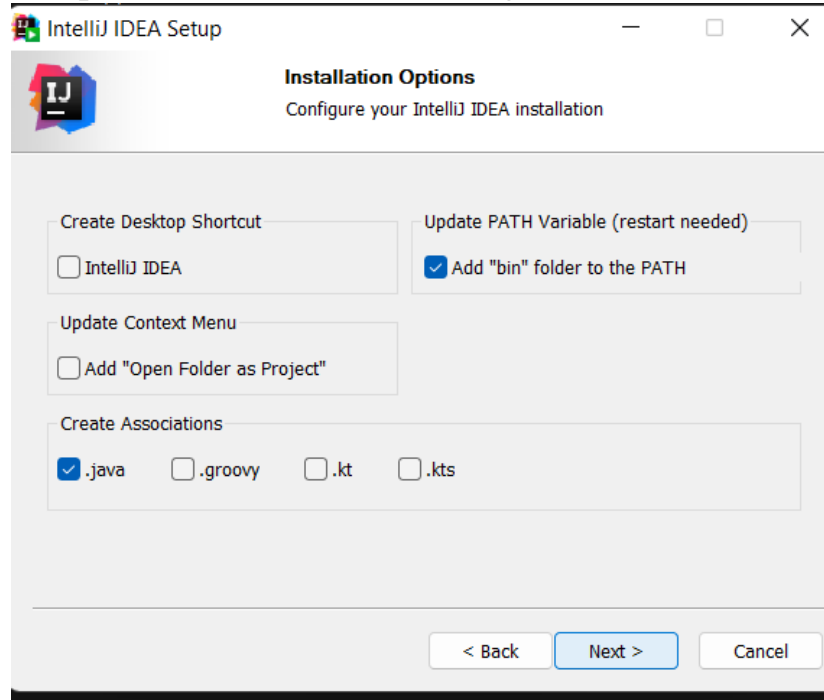 IntelliJ IDEA Setup
IJ
Installation Options
Configure your IntelliJ IDEA installation
Create Desktop Shortcut
IntelliJ IDEA
Update PATH Variable (restart needed)
Add "bin" folder to the PATH
Update Context Menu
Add "Open Folder as Project"
Create Associations
.java .groovy .kt .kts
< Back Next > Cancel